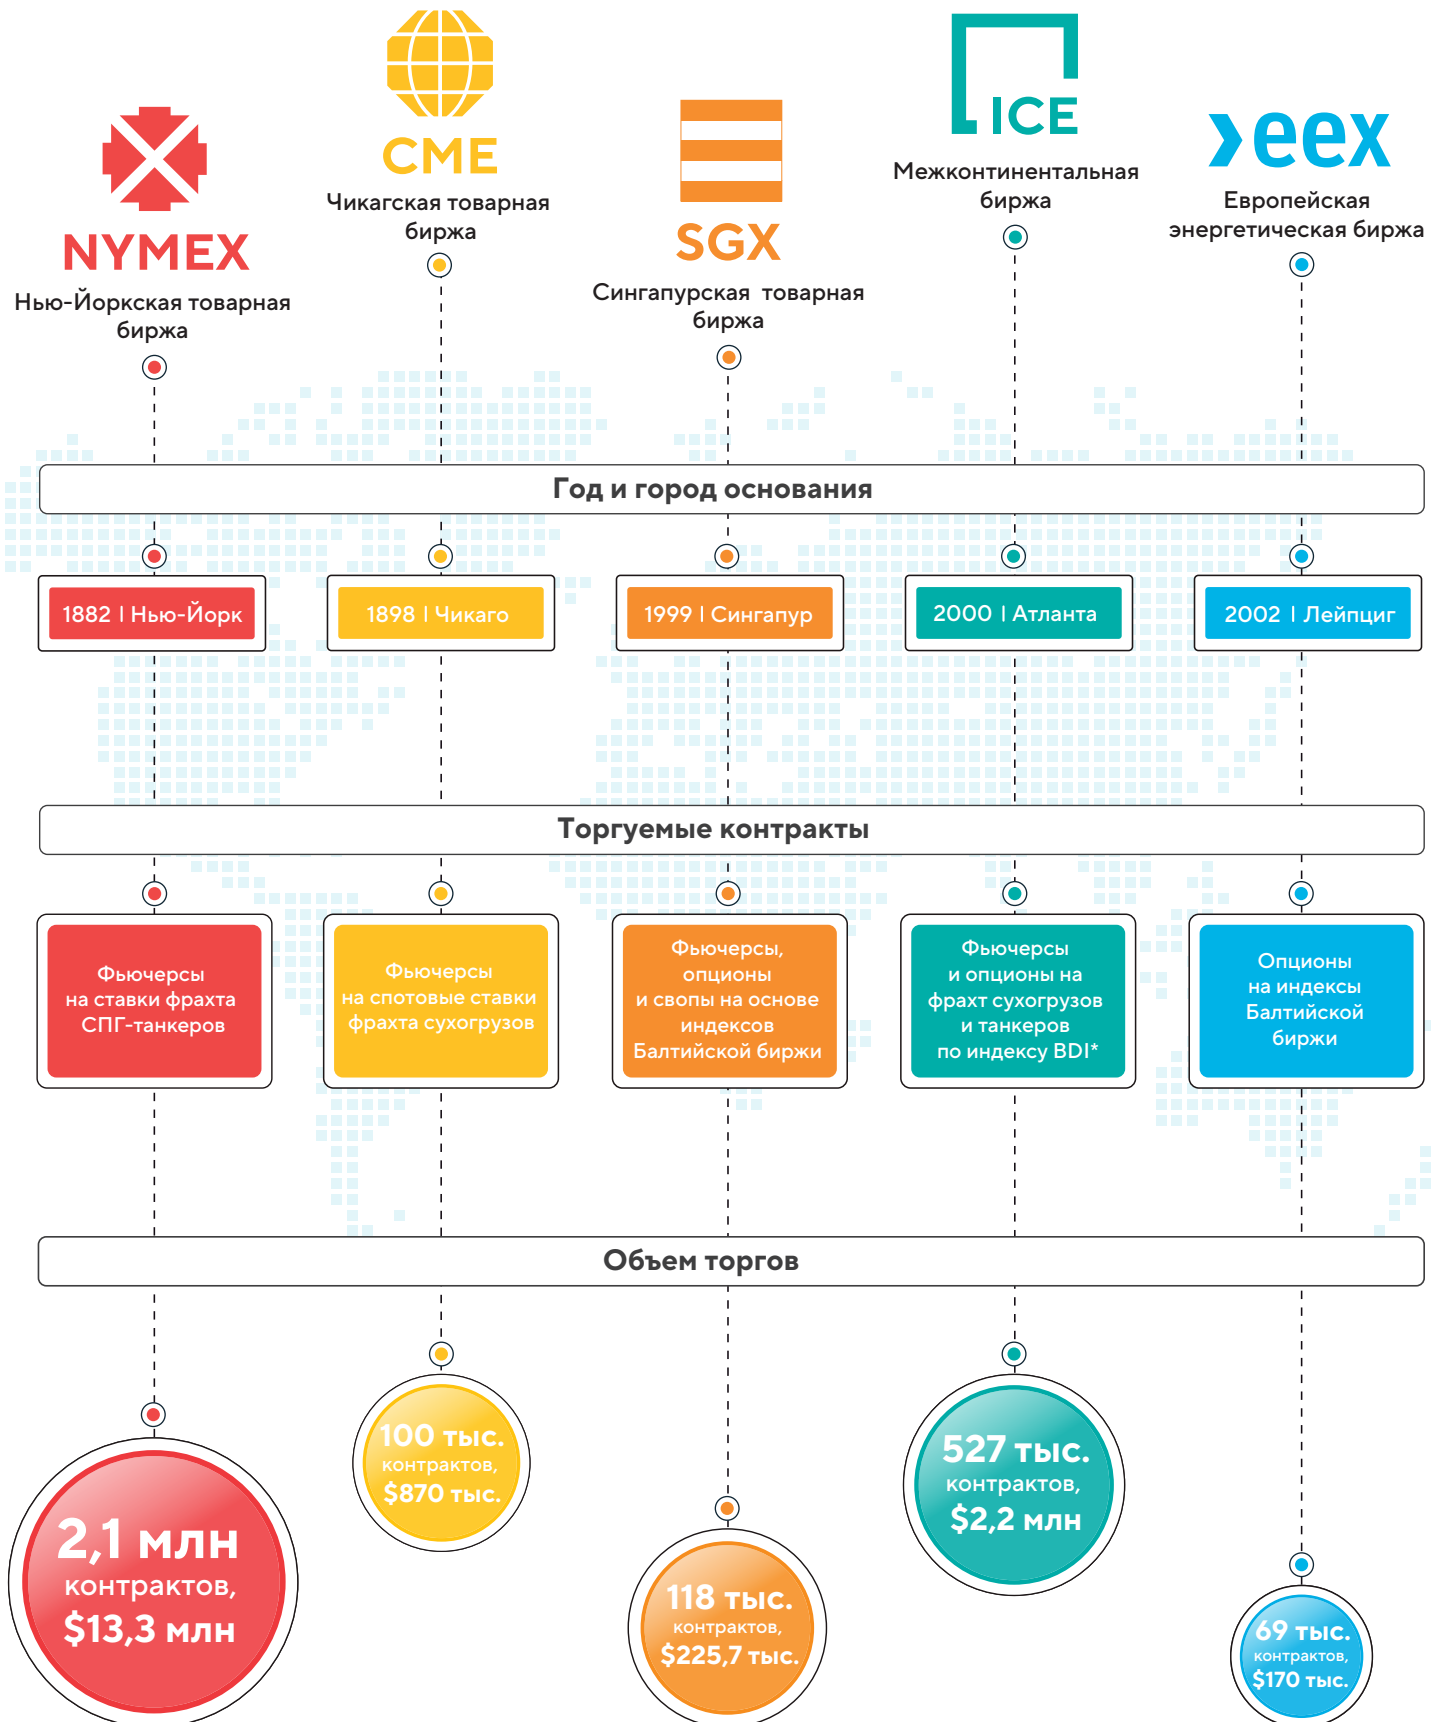 NYMEX
Нью-Йоркская товарная
биржа
CME
Чикагская товарная
биржа
SGX
Сингапурская товарная
биржа
ICE
Межконтинентальная
биржа
eex
Европейская
энергетическая биржа
Год и город основания
1882 | Нью-Йорк
1898 | Чикаго
1999 | Сингапур
2000 | Атланта
2002 | Лейпциг
Торгуемые контракты
Фьючерсы
на ставки фрахта
СПГ-танкеров
Фьючерсы
на спотовые ставки
фрахта сухогрузов
Фьючерсы,
опционы
и свопы на основе
индексов
Балтийской биржи
Фьючерсы
и опционы на
фрахт сухогрузов
и танкеров
по индексу BDI*
Опционы
на индексы
Балтийской
биржи
Объем торгов
2,1 млн
контрактов,
$13,3 млн
100 тыс.
контрактов,
$870 тыс.
118 тыс.
контрактов,
$225,7 тыс.
527 тыс.
контрактов,
$2,2 млн
69 тыс.
контрактов,
$170 тыс.